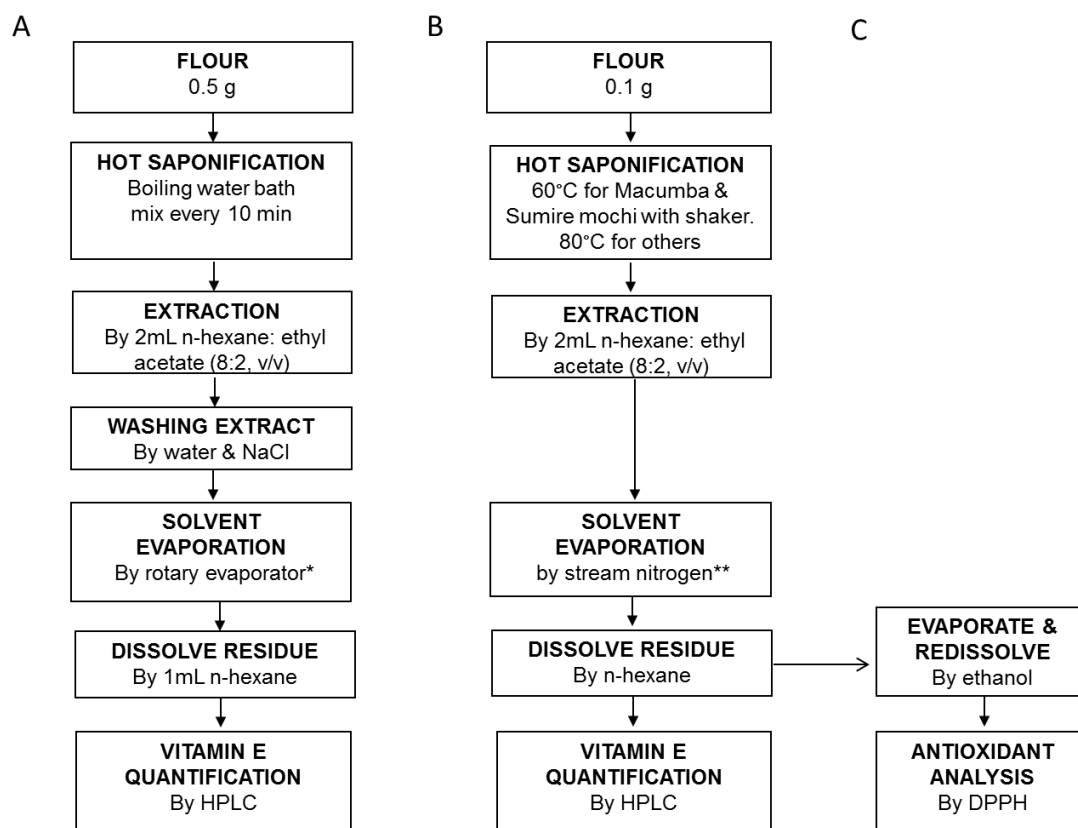 A
FLOUR
0.5 g
HOT SAPONIFICATION
Boiling water bath
mix every 10 min
EXTRACTION
By 2mL n-hexane: ethyl
acetate (8:2, v/v)
WASHING EXTRACT
By water & NaCl
SOLVENT
EVAPORATION
By rotary evaporator*
DISSOLVE RESIDUE
By 1mL n-hexane
VITAMIN E
QUANTIFICATION
By HPLC
B
FLOUR
0.1 g
HOT SAPONIFICATION
60°C for Macumba &
Sumire mochi with shaker.
80°C for others
EXTRACTION
By 2mL n-hexane: ethyl
acetate (8:2, v/v)
SOLVENT
EVAPORATION
by stream nitrogen**
DISSOLVE RESIDUE
By n-hexane
VITAMIN E
QUANTIFICATION
By HPLC
C
EVAPORATE &
REDISSOLVE
By ethanol
ANTIOXIDANT
ANALYSIS
By DPPH